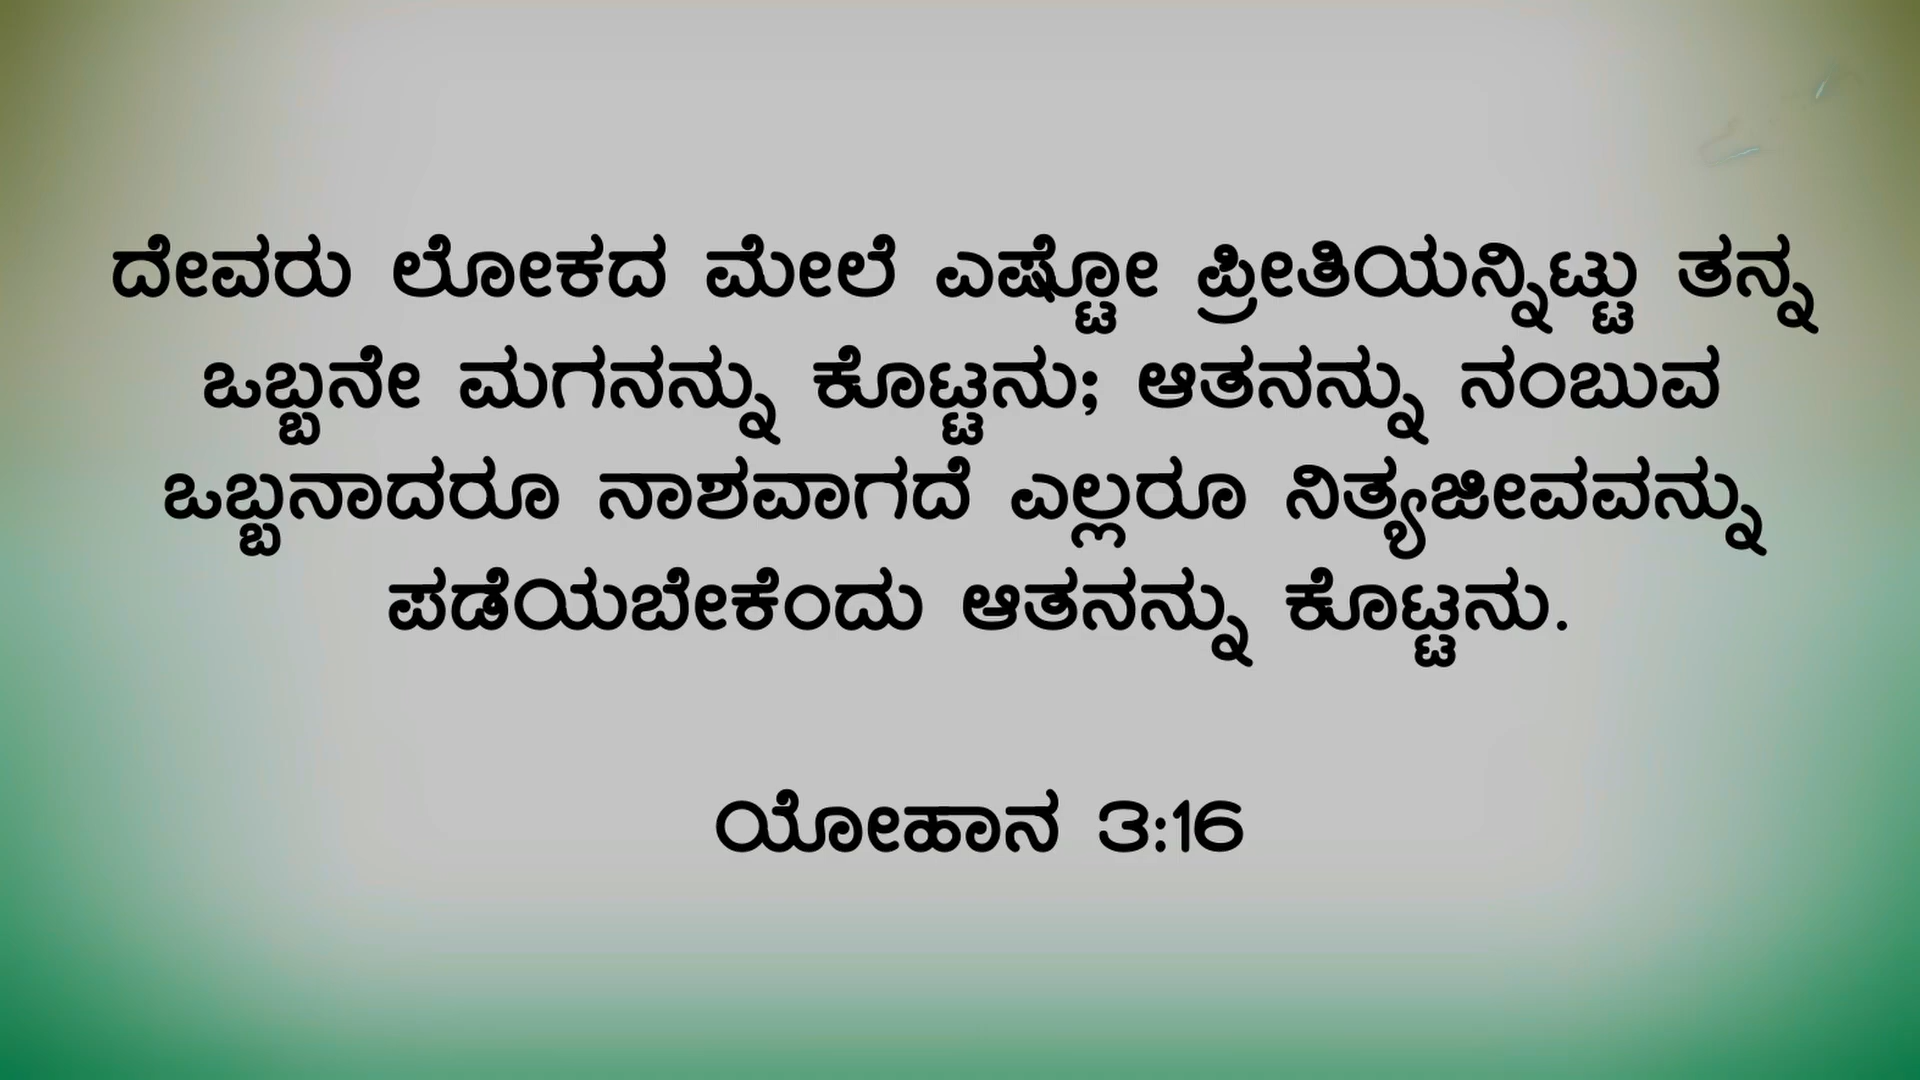 ದೇವರು ಲೋಕದ ಮೇಲೆ ಎಷ್ಟೋ ಪ್ರೀತಿಯನ್ನಿಟ್ಟು ತನ್ನ
ಒಬ್ಬನೇ ಮಗನನ್ನು ಕೊಟ್ಟನು; ಆತನನ್ನು ನಂಬುವ
ಒಬ್ಬನಾದರೂ ನಾಶವಾಗದೆ ಎಲ್ಲರೂ ನಿತ್ಯಜೀವವನ್ನು
ಪಡೆಯಬೇಕೆಂದು ಆತನನ್ನು ಕೊಟ್ಟನು.
ಯೋಹಾನ 3:16